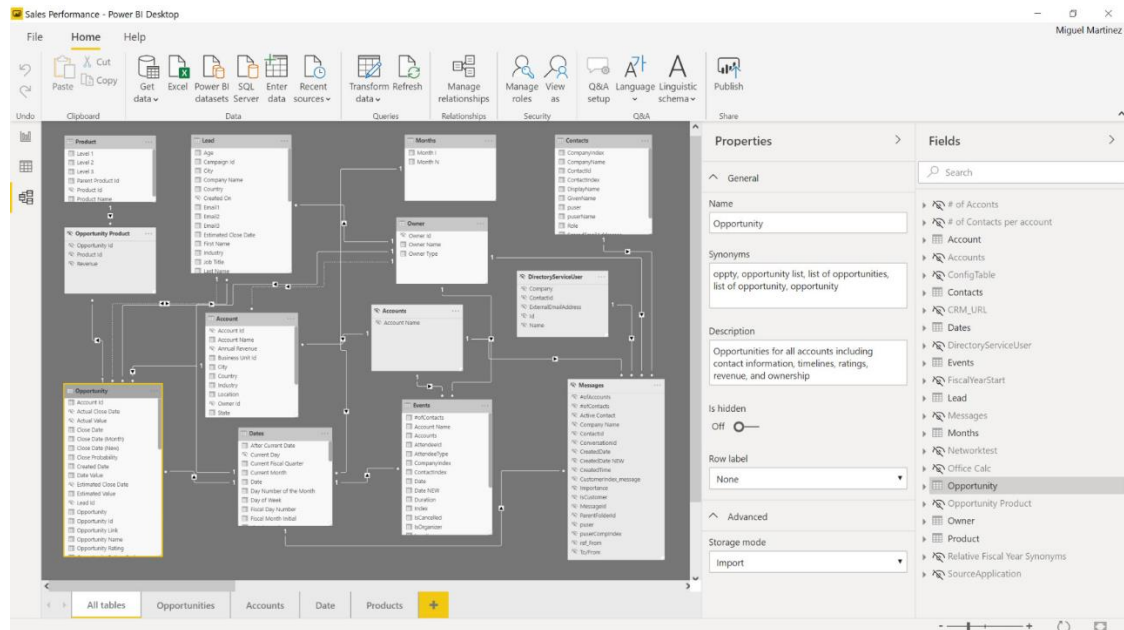 Sales Performance - Power BI Desktop
Miguel Martinez
File Home Help
Cut
Copy
Paste
Get data
Excel
Power BI datasets
SQL Server
Enter data
Recent sources
Transform data
Refresh
Manage relationships
Manage roles
View as
Q&A setup
Language
Linguistic schema
Publish
Undo Clipboard Data Queries Relationships Security Q&A Share
Product
Level 1
Level 2
Level 3
Parent Product Id
Product Id
Product Name
Opportunity Product
Opportunity Id
Product Id
Revenue
Lead
Age
Campaign Id
City
Company Name
Country
Created On
Email1
Email2
Email3
Estimated Close Date
First Name
Industry
Job Title
Last Name
Months
Month I
Month N
Owner
Owner Id
Owner Name
Owner Type
Contacts
CompanyIndex
CompanyName
ContactId
ContactIndex
DisplayName
GivenName
puser
puserName
Role
DirectoryServiceUser
Company
ContactId
ExternalEmailAddress
Id
Name
Accounts
Account Name
Account
Account Id
Account Name
Annual Revenue
Business Unit Id
City
Country
Industry
Location
Owner Id
State
Opportunity
Account Id
Actual Close Date
Actual Value
Close Date
Close Date (Month)
Close Date (New)
Close Probability
Created Date
Date Value
Estimated Close Date
Estimated Value
Lead Id
Opportunity
Opportunity Id
Opportunity Link
Opportunity Name
Opportunity Rating
Dates
After Current Date
Current Day
Current Fiscal Quarter
Current Month
Date
Day Number of the Month
Day of Week
Fiscal Day Number
Fiscal Month Initial
Events
#ofContacts
Account Name
Accounts
AttendeeId
AttendeeType
CompanyIndex
ContactIndex
Data
Date NEW
Duration
Index
IsCancelled
IsOrganizer
Messages
#ofAccounts
#ofContacts
Active Contact
Company Name
ContactId
ConversationId
CreatedDate
CreatedDate NEW
CreatedTime
CustomerIndex_message
Importance
IsCustomer
MessageId
ParentFolderId
puser
puserCompIndex
ref_From
To/From
All tables
Opportunities
Accounts
Date
Products
+
Properties
General
Name
Opportunity
Synonyms
oppty, opportunity list, list of opportunities,
list of opportunity, opportunity
Description
Opportunities for all accounts including
contact information, timelines, ratings,
revenue, and ownership
Is hidden
Off
Row label
None
Advanced
Storage mode
Import
Fields
Search
# of Acconts
# of Contacts per account
Account
Accounts
ConfigTable
Contacts
CRM_URL
Dates
DirectoryServiceUser
Events
FiscalYearStart
Lead
Messages
Months
Networktest
Office Calc
Opportunity
Opportunity Product
Owner
Product
Relative Fiscal Year Synonyms
SourceApplication